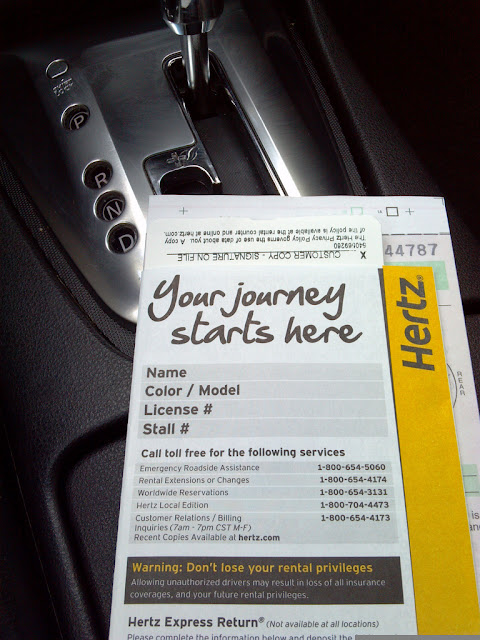 P
R
N
D
X
CUSTOMER COPY - SIGNATURE ON FILE
540589260
The Hertz Privacy Policy governs the use of data about you. A copy
of the policy is available at the rental counter and online at hertz.com.
44787
Hertz®
REAR
Your journey
starts here
Name
Color / Model
License #
Stall #
Call toll free for the following services
Emergency Roadside Assistance 1-800-654-5060
Rental Extensions or Changes 1-800-654-4174
Worldwide Reservations 1-800-654-3131
Hertz Local Edition 1-800-704-4473
Customer Relations / Billing 1-800-654-4173
Inquiries (7am - 7pm CST M-F)
Recent Copies Available at hertz.com
Warning: Don't lose your rental privileges
Allowing unauthorized drivers may result in loss of all insurance
coverages, and your future rental privileges.
Hertz Express Return® (Not available at all locations)
Please complete the information below and deposit the